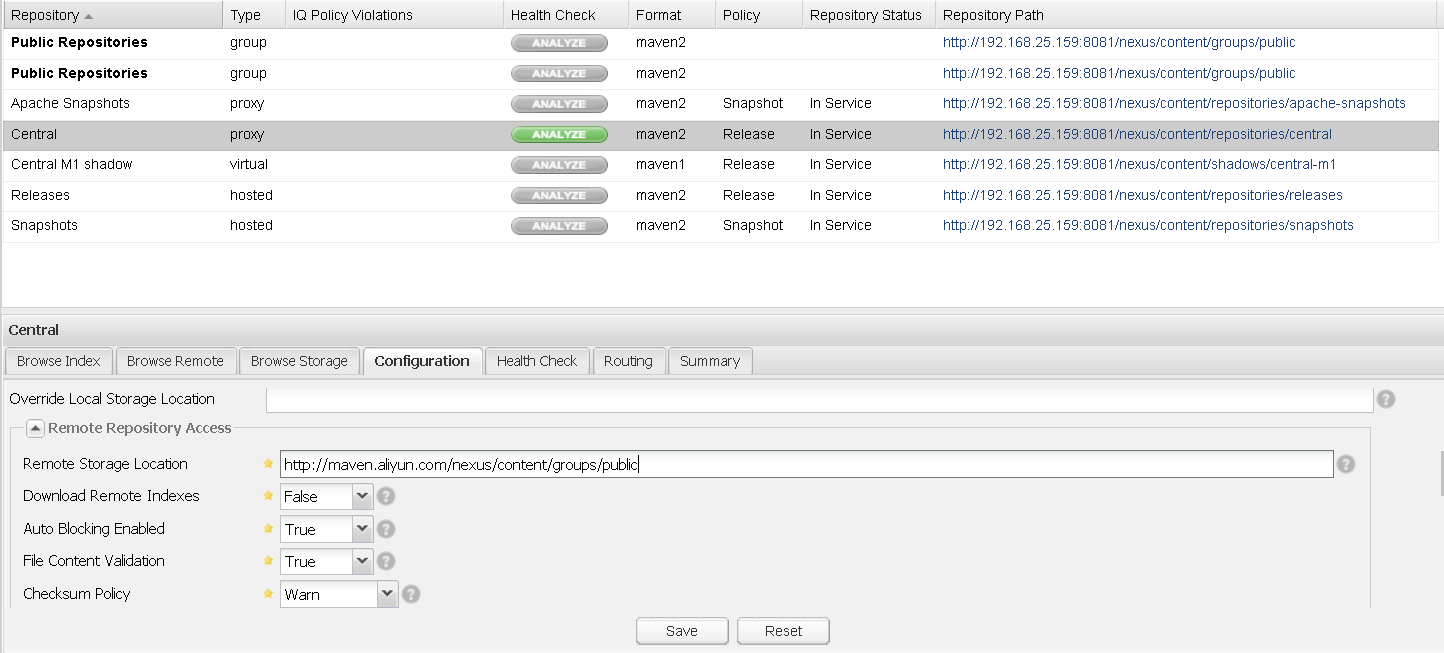 Repository Type IQ Policy Violations Health Check Format Policy Repository Status Repository Path
Public Repositories group ANALYZE maven2 http://192.168.25.159:8081/nexus/content/groups/public
Public Repositories group ANALYZE maven2 http://192.168.25.159:8081/nexus/content/groups/public
Apache Snapshots proxy ANALYZE maven2 Snapshot In Service http://192.168.25.159:8081/nexus/content/repositories/apache-snapshots
Central proxy ANALYZE maven2 Release In Service http://192.168.25.159:8081/nexus/content/repositories/central
Central M1 shadow virtual ANALYZE maven1 Release In Service http://192.168.25.159:8081/nexus/content/shadows/central-m1
Releases hosted ANALYZE maven2 Release In Service http://192.168.25.159:8081/nexus/content/repositories/releases
Snapshots hosted ANALYZE maven2 Snapshot In Service http://192.168.25.159:8081/nexus/content/repositories/snapshots
Central
Browse Index Browse Remote Browse Storage Configuration Health Check Routing Summary
Override Local Storage Location ?
Remote Repository Access
Remote Storage Location http://maven.aliyun.com/nexus/content/groups/public ?
Download Remote Indexes False ?
Auto Blocking Enabled True ?
File Content Validation True ?
Checksum Policy Warn ?
Save Reset